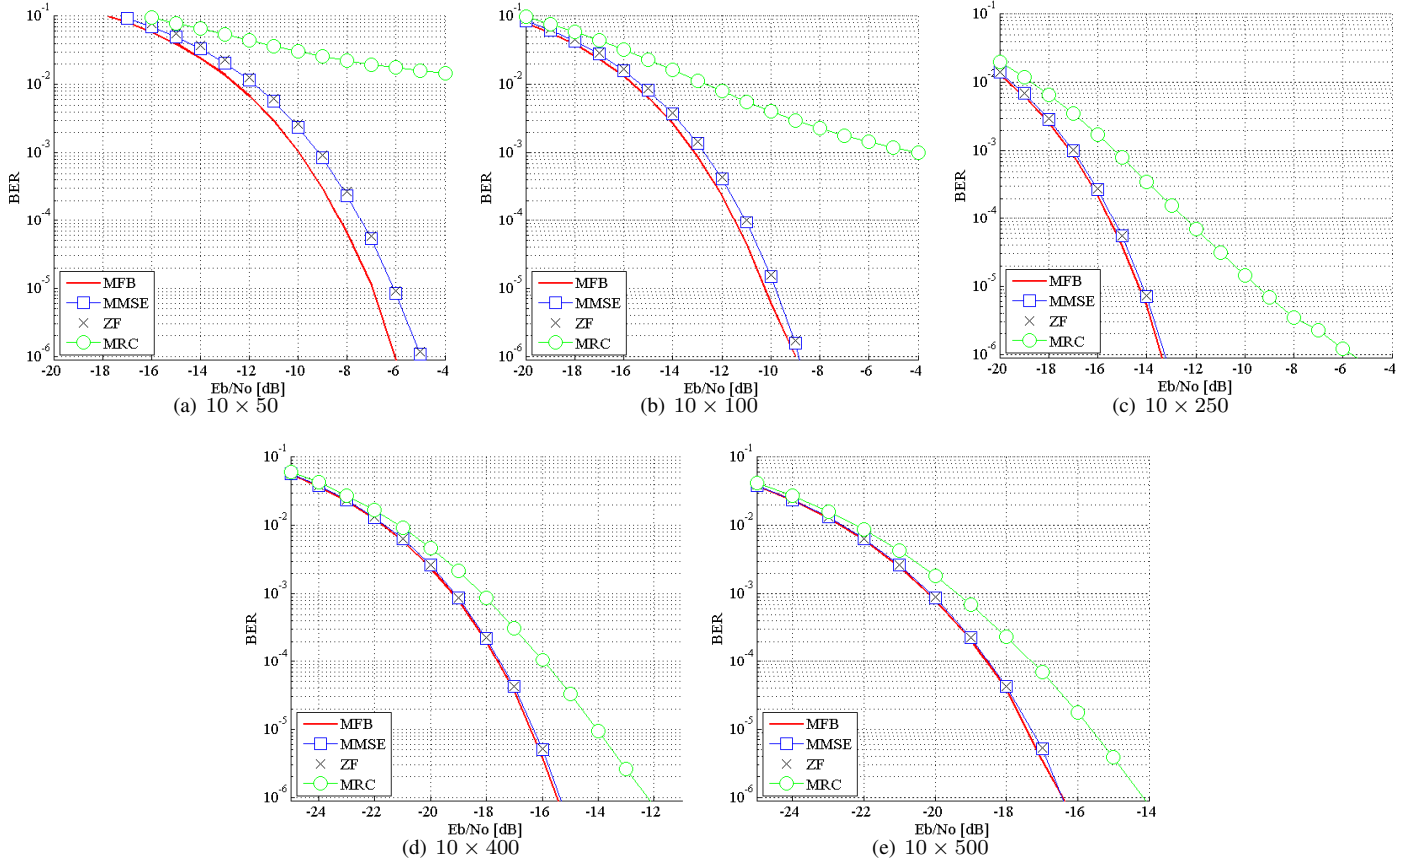 10^-1
10^-2
10^-3
10^-4
10^-5
10^-6
BER
MFB
MMSE
ZF
MRC
-20 -18 -16 -14 -12 -10 -8 -6 -4
Eb/No [dB]
(a) 10 × 50
10^-1
10^-2
10^-3
10^-4
10^-5
10^-6
BER
MFB
MMSE
ZF
MRC
-20 -18 -16 -14 -12 -10 -8 -6 -4
Eb/No [dB]
(b) 10 × 100
10^-1
10^-2
10^-3
10^-4
10^-5
10^-6
BER
MFB
MMSE
ZF
MRC
-20 -18 -16 -14 -12 -10 -8 -6 -4
Eb/No [dB]
(c) 10 × 250
10^-1
10^-2
10^-3
10^-4
10^-5
10^-6
BER
MFB
MMSE
ZF
MRC
-24 -22 -20 -18 -16 -14 -12
Eb/No [dB]
(d) 10 × 400
10^-1
10^-2
10^-3
10^-4
10^-5
10^-6
BER
MFB
MMSE
ZF
MRC
-24 -22 -20 -18 -16 -14
Eb/No [dB]
(e) 10 × 500